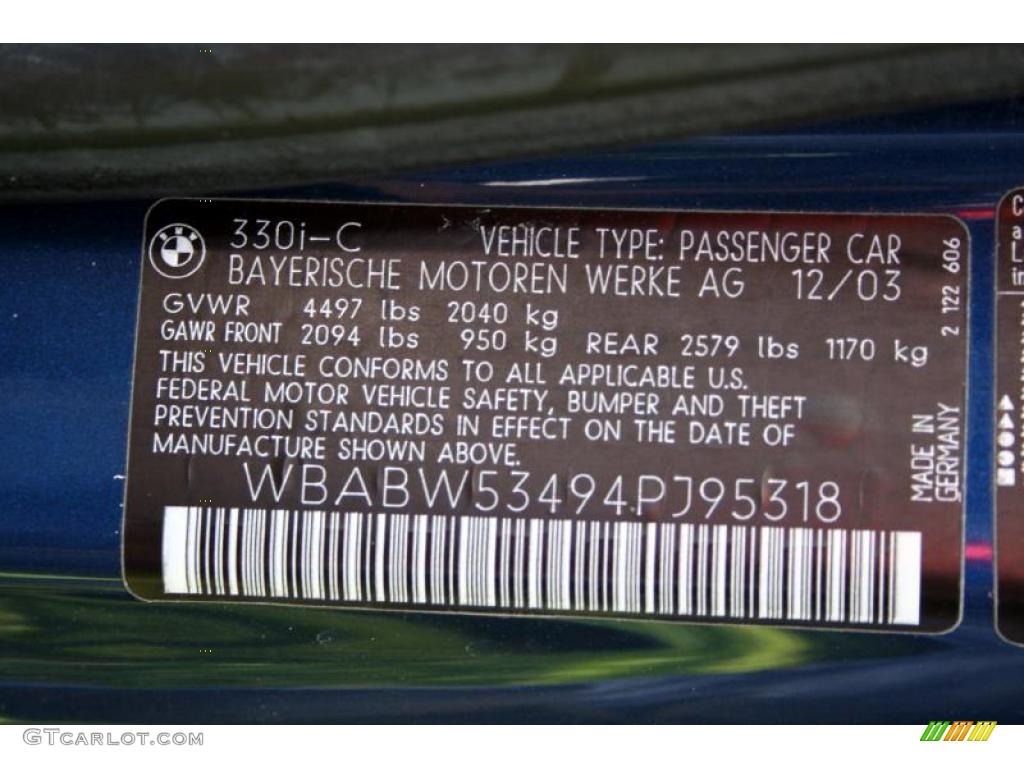 330i-C VEHICLE TYPE: PASSENGER CAR
BAYERISCHE MOTOREN WERKE AG 12/03
GVWR 4497 lbs 2040 kg
GAWR FRONT 2094 lbs 950 kg REAR 2579 lbs 1170 kg
THIS VEHICLE CONFORMS TO ALL APPLICABLE U.S.
FEDERAL MOTOR VEHICLE SAFETY, BUMPER AND THEFT
PREVENTION STANDARDS IN EFFECT ON THE DATE OF
MANUFACTURE SHOWN ABOVE.
WBABW53494PJ95318
2 122 606
MADE IN
GERMANY
GTCARLOT.COM